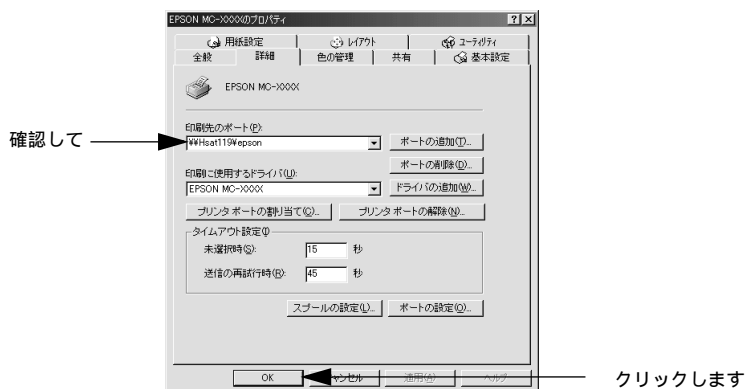 EPSON MC-XXXXのプロパティ
用紙設定 レイアウト ユーティリティ
全般 詳細 色の管理 共有 基本設定
EPSON MC-XXXX
印刷先のポート(P):
確認して
¥¥Hsat119¥epson
ポートの追加(T)...
ポートの削除(D)...
印刷に使用するドライバ(U):
EPSON MC-XXXX
ドライバの追加(W)...
プリンタ ポートの割り当て(C)... プリンタ ポートの解除(N)...
タイムアウト設定
未選択時(S): 15 秒
送信の再試行時(R): 45 秒
スプールの設定(L)... ポートの設定(O)...
OK キャンセル 適用(A) ヘルプ
クリックします